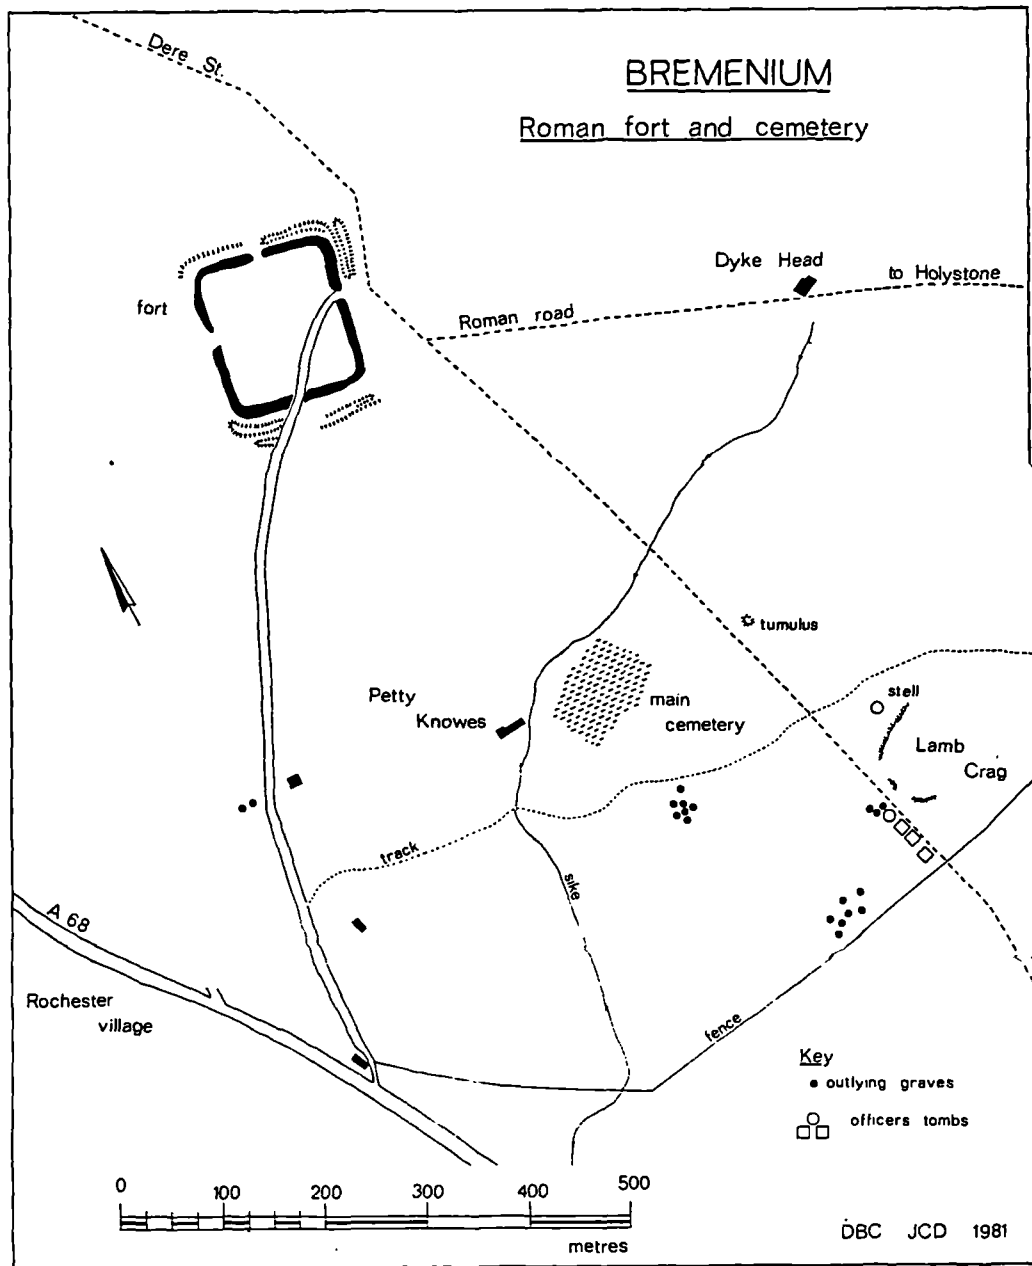 Dere St.
BREMENIUM
Roman fort and cemetery
fort
Dyke Head
to Holystone
Roman road
tumulus
Petty
Knowes
main
cemetery
stell
Lamb
Crag
track
sike
A 68
Rochester
village
fence
Key
outlying graves
officers tombs
0 100 200 300 400 500
metres
DBC JCD 1981